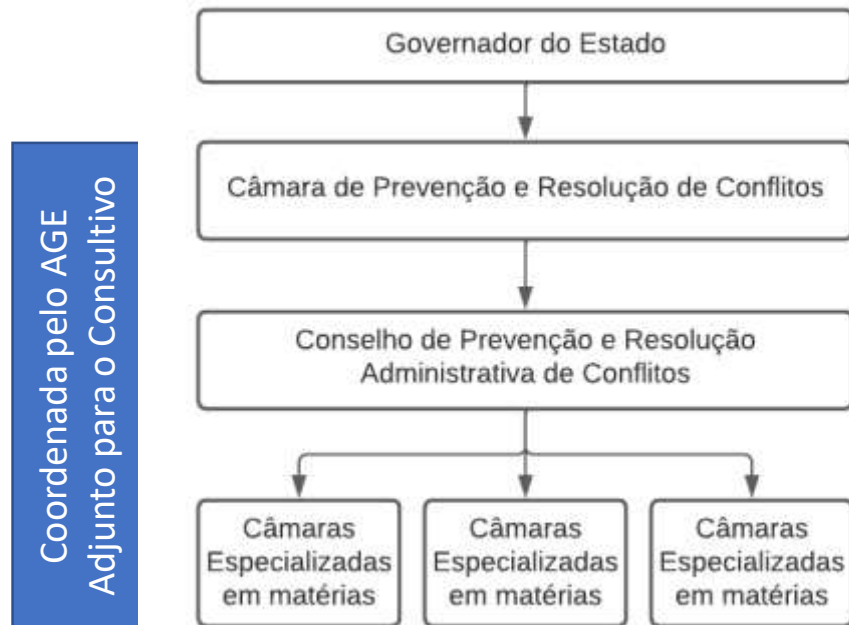 Governador do Estado
Coordenada pelo AGE
Adjunto para o Consultivo
Câmara de Prevenção e Resolução de Conflitos
Conselho de Prevenção e Resolução
Administrativa de Conflitos
Câmaras
Especializadas
em matérias
Câmaras
Especializadas
em matérias
Câmaras
Especializadas
em matérias